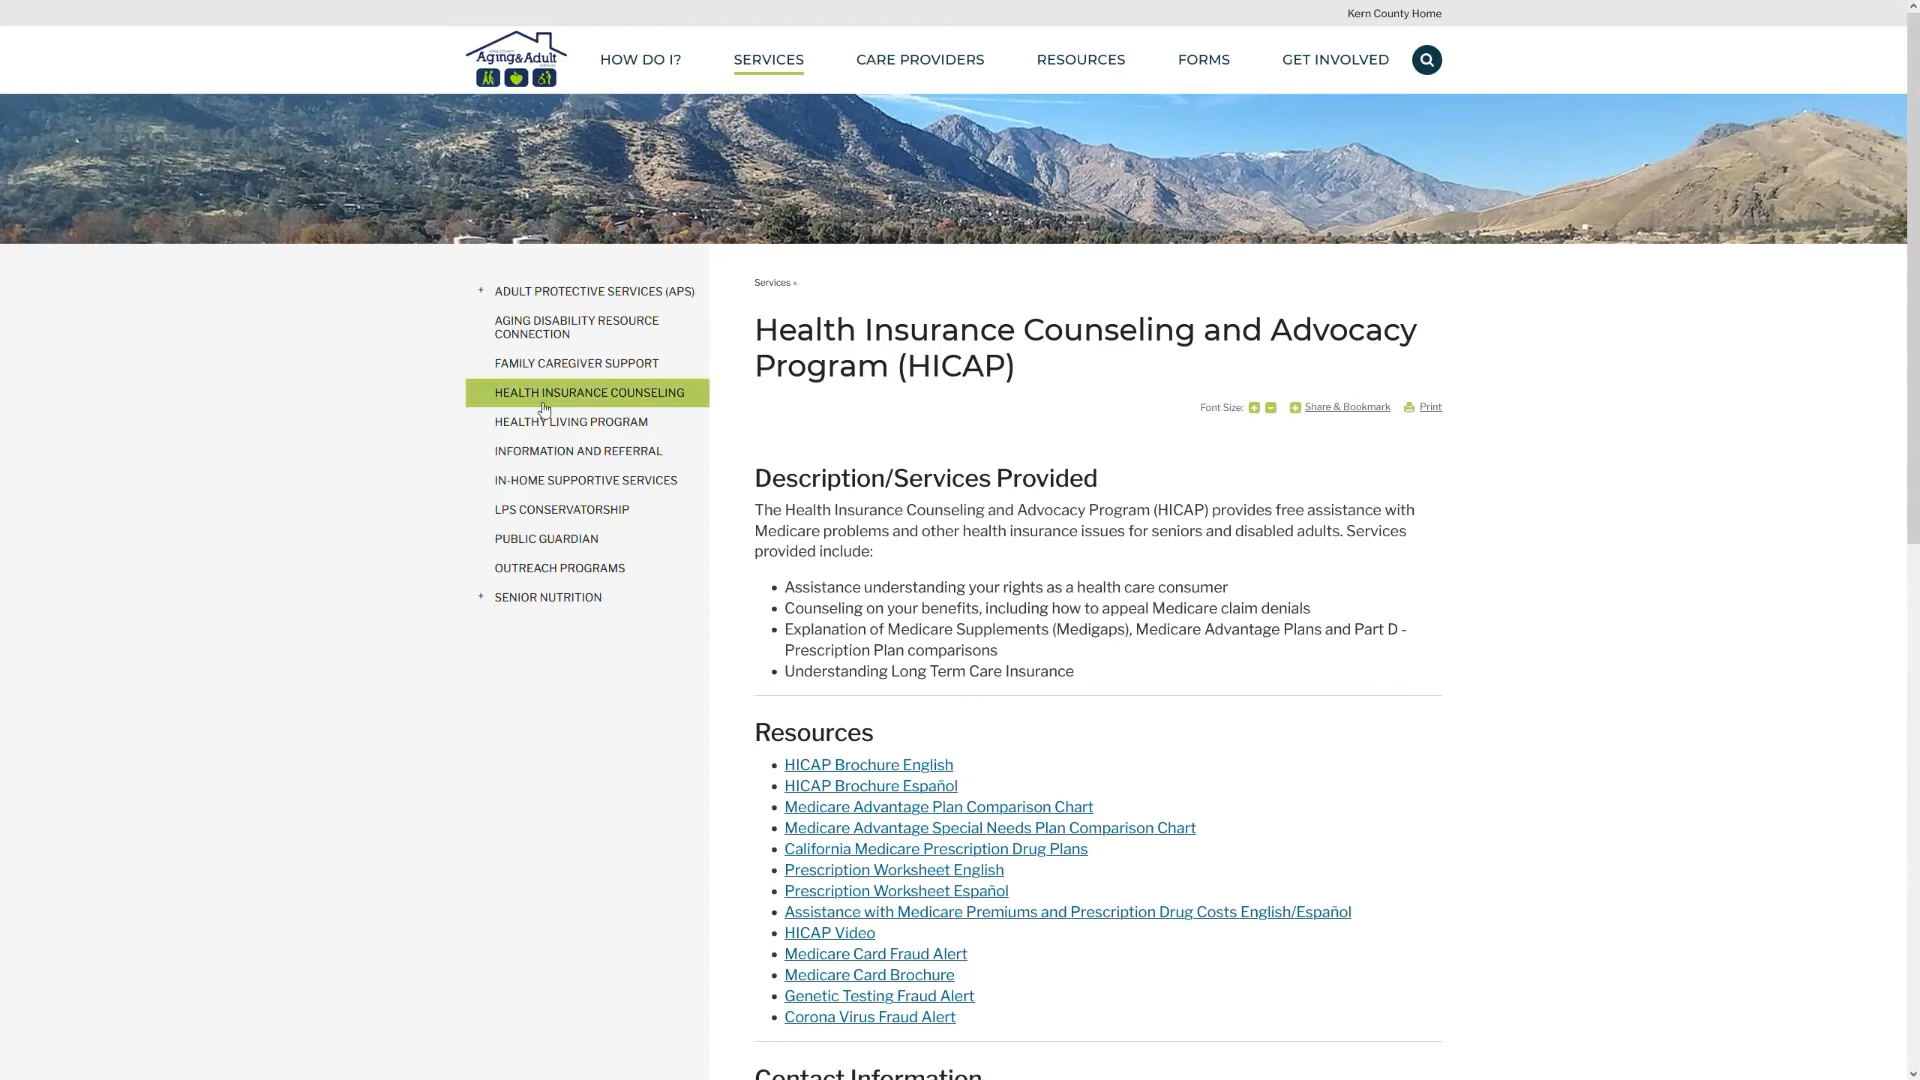 Kern County Home
Aging&Adult
HOW DO I?
SERVICES
CARE PROVIDERS
RESOURCES
FORMS
GET INVOLVED
+ ADULT PROTECTIVE SERVICES (APS)
AGING DISABILITY RESOURCE
CONNECTION
FAMILY CAREGIVER SUPPORT
HEALTH INSURANCE COUNSELING
HEALTHY LIVING PROGRAM
INFORMATION AND REFERRAL
IN-HOME SUPPORTIVE SERVICES
LPS CONSERVATORSHIP
PUBLIC GUARDIAN
OUTREACH PROGRAMS
+ SENIOR NUTRITION
Services »
Health Insurance Counseling and Advocacy
Program (HICAP)
Font Size: + - + Share & Bookmark Print
Description/Services Provided
The Health Insurance Counseling and Advocacy Program (HICAP) provides free assistance with
Medicare problems and other health insurance issues for seniors and disabled adults. Services
provided include:
• Assistance understanding your rights as a health care consumer
• Counseling on your benefits, including how to appeal Medicare claim denials
• Explanation of Medicare Supplements (Medigaps), Medicare Advantage Plans and Part D -
Prescription Plan comparisons
• Understanding Long Term Care Insurance
Resources
• HICAP Brochure English
• HICAP Brochure Español
• Medicare Advantage Plan Comparison Chart
• Medicare Advantage Special Needs Plan Comparison Chart
• California Medicare Prescription Drug Plans
• Prescription Worksheet English
• Prescription Worksheet Español
• Assistance with Medicare Premiums and Prescription Drug Costs English/Español
• HICAP Video
• Medicare Card Fraud Alert
• Medicare Card Brochure
• Genetic Testing Fraud Alert
• Corona Virus Fraud Alert
Contact Information